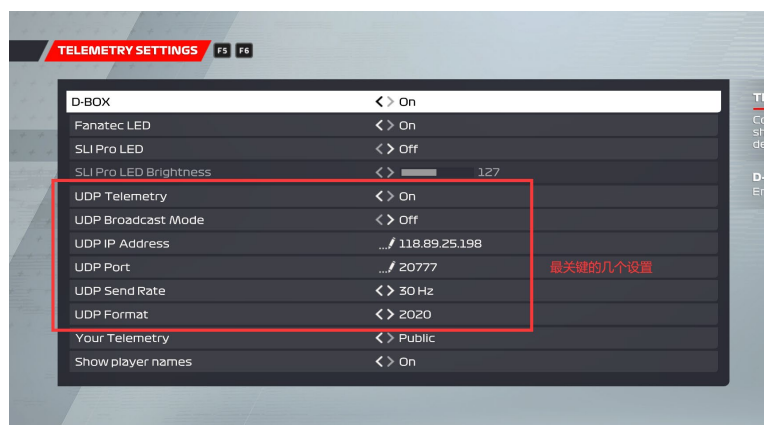 TELEMETRY SETTINGS F5 F6
D-BOX On
Fanatec LED On
SLI Pro LED Off
SLI Pro LED Brightness 127
UDP Telemetry On
UDP Broadcast Mode Off
UDP IP Address ... 118.89.25.198
UDP Port ... 20777
最关键的几个设置
UDP Send Rate 30 Hz
UDP Format 2020
Your Telemetry Public
Show player names On